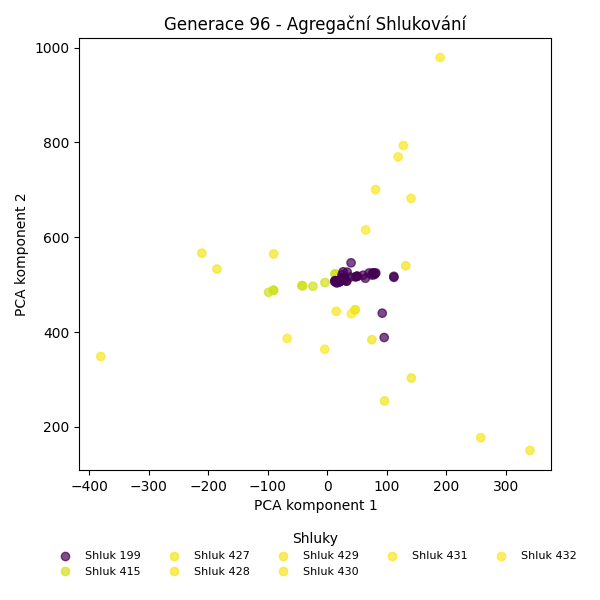 Generace 96 - Agregační Shlukování
1000
800
600
400
200
PCA komponent 2
−400 −300 −200 −100 0 100 200 300
PCA komponent 1
Shluky
Shluk 199 Shluk 427 Shluk 429 Shluk 431 Shluk 432
Shluk 415 Shluk 428 Shluk 430